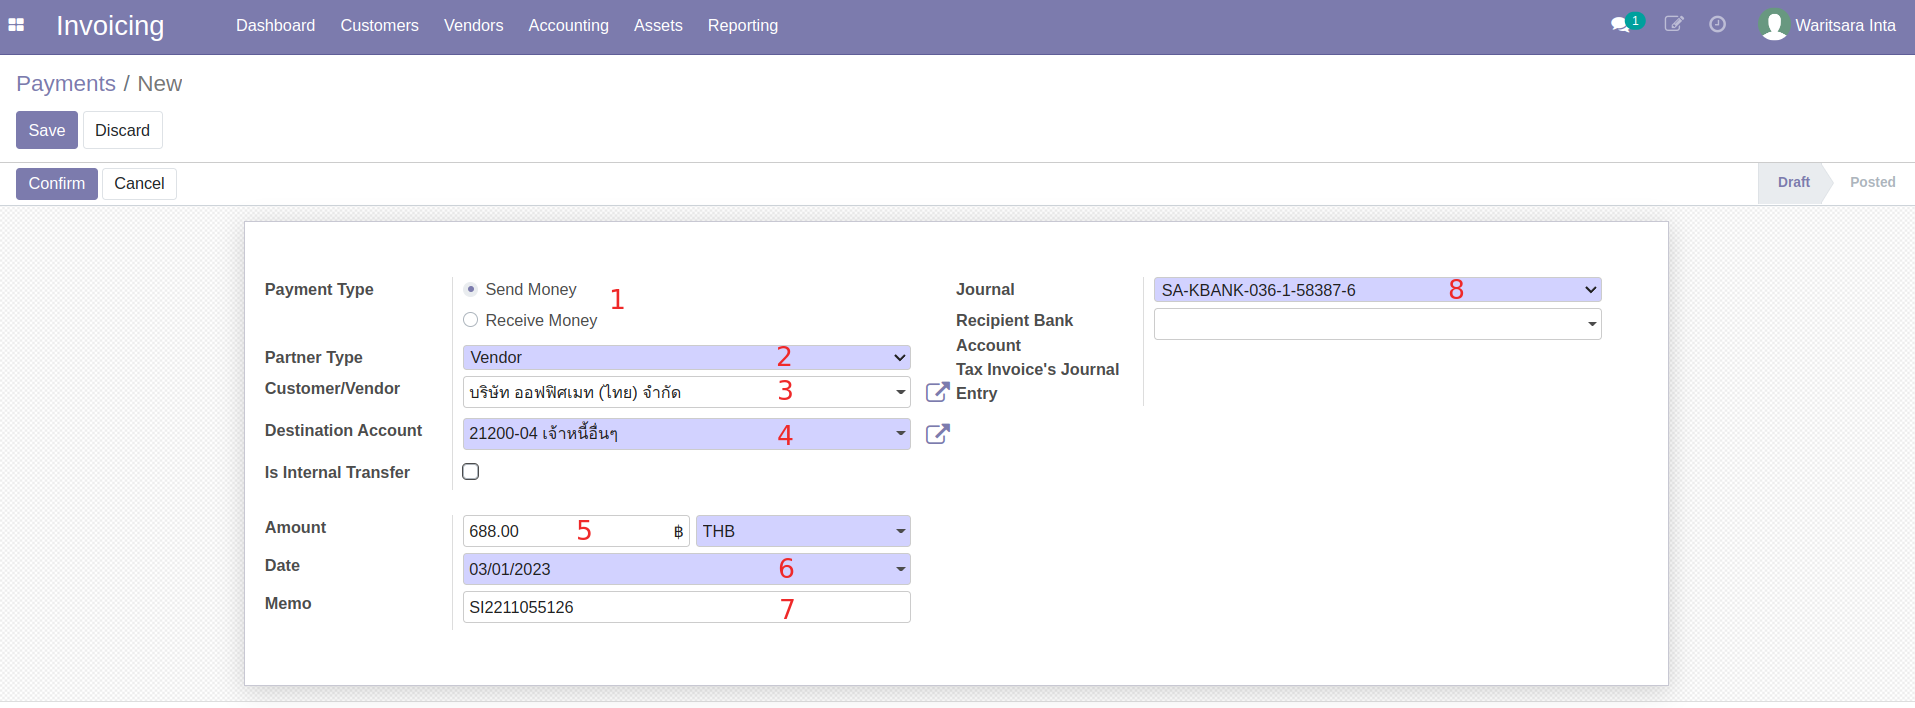 Invoicing Dashboard Customers Vendors Accounting Assets Reporting 1 Waritsara Inta
Payments / New
Save Discard
Confirm Cancel Draft Posted
Payment Type Send Money 1
Receive Money
Partner Type Vendor 2
Customer/Vendor บริษัท ออฟฟิศเมท (ไทย) จำกัด 3
Destination Account 21200-04 เจ้าหนี้อื่นๆ 4
Is Internal Transfer
Amount 688.00 5 ฿ THB
Date 03/01/2023 6
Memo SI2211055126 7
Journal SA-KBANK-036-1-58387-6 8
Recipient Bank
Account
Tax Invoice's Journal
Entry